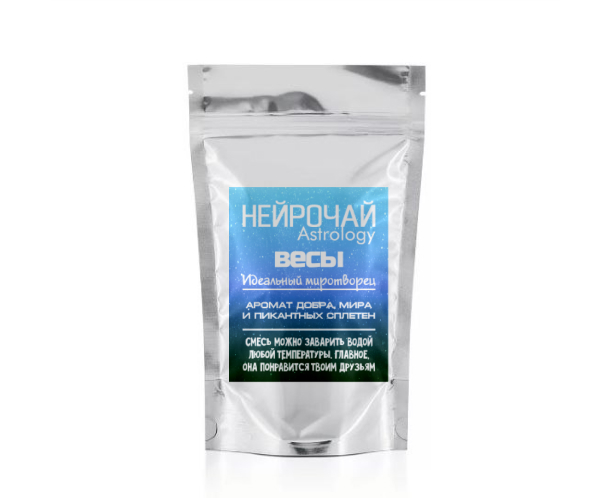 НЕЙРОЧАЙ
Astrology
весы
Идеальный миротворец
АРОМАТ ДОБРА, МИРА
И ПИКАНТНЫХ СПЛЕТЕН
СМЕСЬ МОЖНО ЗАВАРИТЬ ВОДОЙ
ЛЮБОЙ ТЕМПЕРАТУРЫ. ГЛАВНОЕ,
ОНА ПОНРАВИТСЯ ТВОИМ ДРУЗЬЯМ